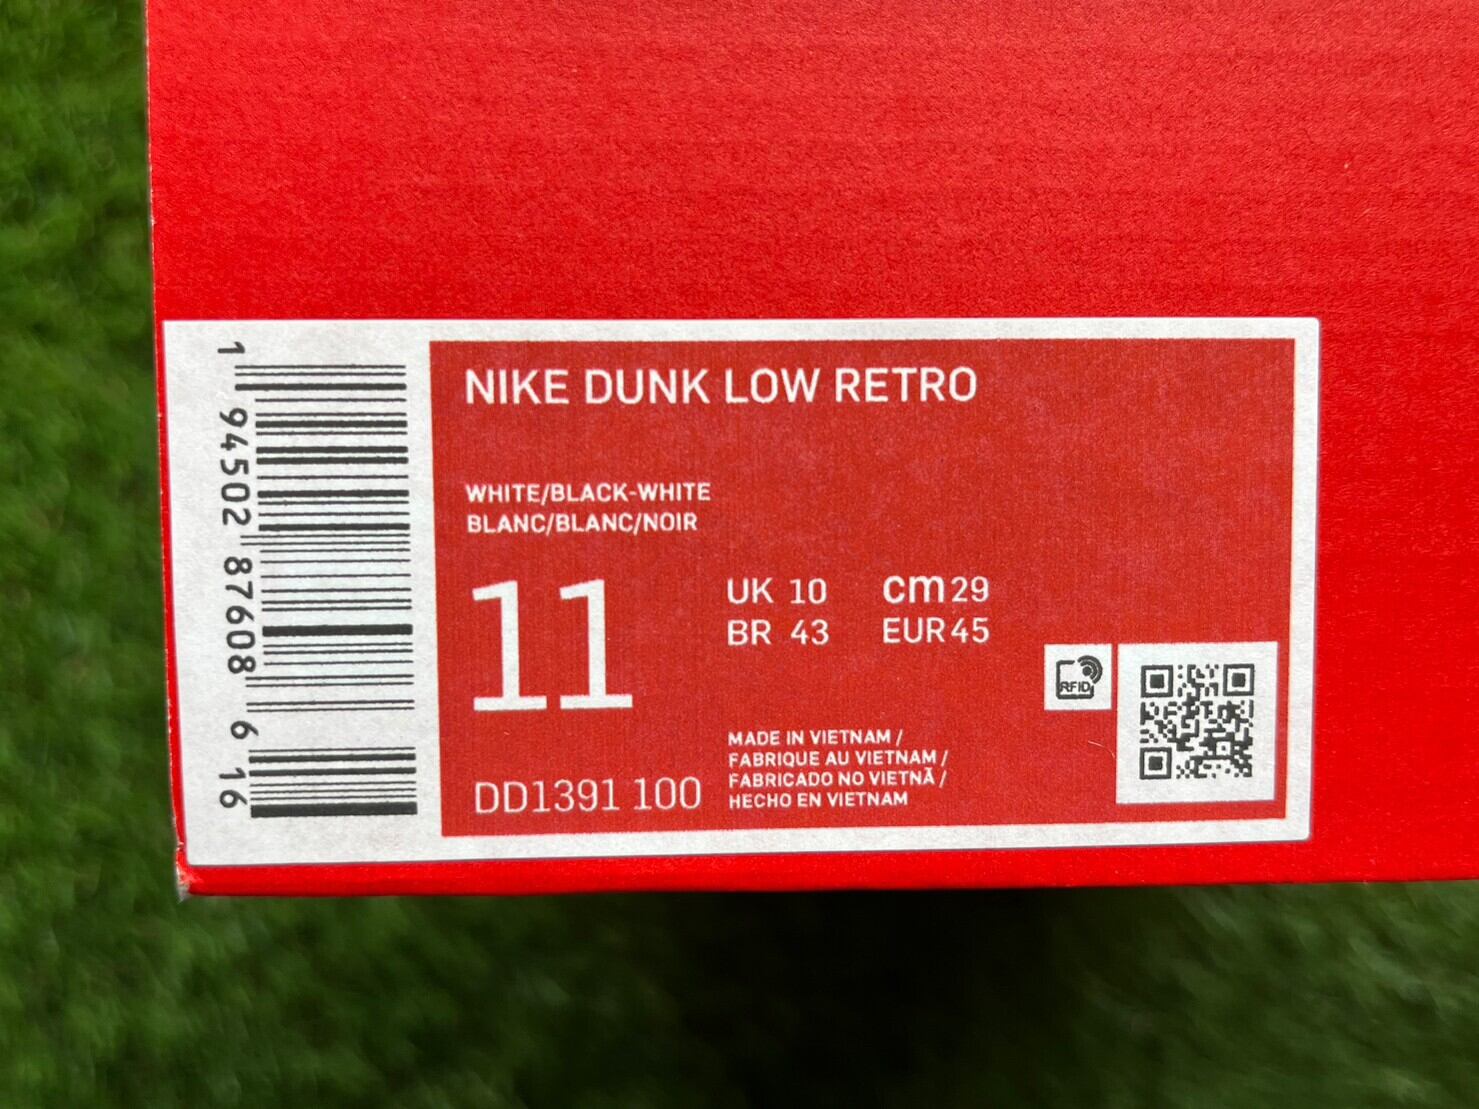 NIKE DUNK LOW RETRO
WHITE/BLACK-WHITE
BLANC/BLANC/NOIR
11
UK 10 cm 29
BR 43 EUR 45
DD1391 100
MADE IN VIETNAM /
FABRIQUE AU VIETNAM /
FABRICADO NO VIETNÃ /
HECHO EN VIETNAM
RFID
1 94502 87608 6 16